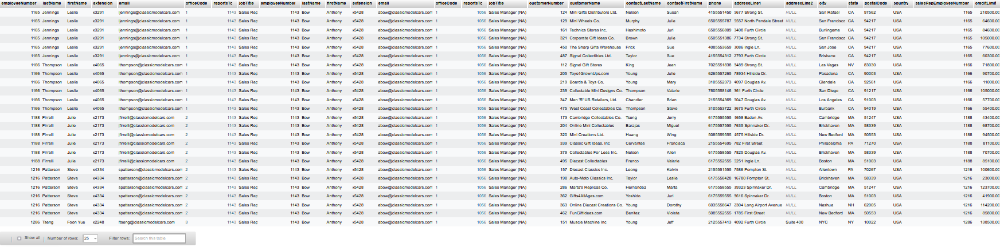 employeeNumber lastName firstName extension email officeCode reportsTo jobTitle employeeNumber lastName firstName extension email officeCode reportsTo jobTitle customerNumber customerName contactLastName contactFirstName phone addressLine1 addressLine2 city state postalCode country salesRepEmployeeNumber creditLimit
1165 Jennings Leslie x3291 ljennings@classicmodelcars.com 1 1143 Sales Rep 1143 Bow Anthony x5428 abow@classicmodelcars.com 1 1056 Sales Manager (NA) 124 Mini Gifts Distributors Ltd. Nelson Susan 4155551450 5677 Strong St. NULL San Rafael CA 97562 USA 1165 210500.00
1165 Jennings Leslie x3291 ljennings@classicmodelcars.com 1 1143 Sales Rep 1143 Bow Anthony x5428 abow@classicmodelcars.com 1 1056 Sales Manager (NA) 129 Mini Wheels Co. Murphy Julie 6505555787 5557 North Pendale Street NULL San Francisco CA 94217 USA 1165 64600.00
1165 Jennings Leslie x3291 ljennings@classicmodelcars.com 1 1143 Sales Rep 1143 Bow Anthony x5428 abow@classicmodelcars.com 1 1056 Sales Manager (NA) 161 Technics Stores Inc. Hashimoto Juri 6505556809 9408 Furth Circle NULL Burlingame CA 94217 USA 1165 84600.00
1165 Jennings Leslie x3291 ljennings@classicmodelcars.com 1 1143 Sales Rep 1143 Bow Anthony x5428 abow@classicmodelcars.com 1 1056 Sales Manager (NA) 321 Corporate Gift Ideas Co. Brown Julie 6505551386 7734 Strong St. NULL San Francisco CA 94217 USA 1165 105000.00
1165 Jennings Leslie x3291 ljennings@classicmodelcars.com 1 1143 Sales Rep 1143 Bow Anthony x5428 abow@classicmodelcars.com 1 1056 Sales Manager (NA) 450 The Sharp Gifts Warehouse Frick Sue 4085553659 3086 Ingle Ln. NULL San Jose CA 94217 USA 1165 77600.00
1165 Jennings Leslie x3291 ljennings@classicmodelcars.com 1 1143 Sales Rep 1143 Bow Anthony x5428 abow@classicmodelcars.com 1 1056 Sales Manager (NA) 487 Signal Collectibles Ltd. Taylor Sue 4155554312 2793 Furth Circle NULL Brisbane CA 94217 USA 1165 60300.00
1166 Thompson Leslie x4065 lthompson@classicmodelcars.com 1 1143 Sales Rep 1143 Bow Anthony x5428 abow@classicmodelcars.com 1 1056 Sales Manager (NA) 112 Signal Gift Stores King Jean 7025551838 8489 Strong St. NULL Las Vegas NV 83030 USA 1166 71800.00
1166 Thompson Leslie x4065 lthompson@classicmodelcars.com 1 1143 Sales Rep 1143 Bow Anthony x5428 abow@classicmodelcars.com 1 1056 Sales Manager (NA) 205 Toys4GrownUps.com Young Julie 6265557265 78934 Hillside Dr. NULL Pasadena CA 90003 USA 1166 90700.00
1166 Thompson Leslie x4065 lthompson@classicmodelcars.com 1 1143 Sales Rep 1143 Bow Anthony x5428 abow@classicmodelcars.com 1 1056 Sales Manager (NA) 219 Boards & Toys Co. Young Mary 3105552373 4097 Douglas Av. NULL Glendale CA 92561 USA 1166 11000.00
1166 Thompson Leslie x4065 lthompson@classicmodelcars.com 1 1143 Sales Rep 1143 Bow Anthony x5428 abow@classicmodelcars.com 1 1056 Sales Manager (NA) 239 Collectable Mini Designs Co. Thompson Valarie 7605558146 361 Furth Circle NULL San Diego CA 91217 USA 1166 105000.00
1166 Thompson Leslie x4065 lthompson@classicmodelcars.com 1 1143 Sales Rep 1143 Bow Anthony x5428 abow@classicmodelcars.com 1 1056 Sales Manager (NA) 347 Men 'R' US Retailers, Ltd. Chandler Brian 2155554369 6047 Douglas Av. NULL Los Angeles CA 91003 USA 1166 57700.00
1166 Thompson Leslie x4065 lthompson@classicmodelcars.com 1 1143 Sales Rep 1143 Bow Anthony x5428 abow@classicmodelcars.com 1 1056 Sales Manager (NA) 475 West Coast Collectables Co. Thompson Steve 3105553722 3675 Furth Circle NULL Burbank CA 94019 USA 1166 55400.00
1188 Firrelli Julie x2173 jfirrelli@classicmodelcars.com 2 1143 Sales Rep 1143 Bow Anthony x5428 abow@classicmodelcars.com 1 1056 Sales Manager (NA) 173 Cambridge Collectables Co. Tseng Jerry 6175555555 4658 Baden Av. NULL Cambridge MA 51247 USA 1188 43400.00
1188 Firrelli Julie x2173 jfirrelli@classicmodelcars.com 2 1143 Sales Rep 1143 Bow Anthony x5428 abow@classicmodelcars.com 1 1056 Sales Manager (NA) 204 Online Mini Collectables Barajas Miguel 6175557555 7635 Spinnaker Dr. NULL Brickhaven MA 58339 USA 1188 68700.00
1188 Firrelli Julie x2173 jfirrelli@classicmodelcars.com 2 1143 Sales Rep 1143 Bow Anthony x5428 abow@classicmodelcars.com 1 1056 Sales Manager (NA) 320 Mini Creations Ltd. Huang Wing 5085559555 4575 Hillside Dr. NULL New Bedford MA 50553 USA 1188 94500.00
1188 Firrelli Julie x2173 jfirrelli@classicmodelcars.com 2 1143 Sales Rep 1143 Bow Anthony x5428 abow@classicmodelcars.com 1 1056 Sales Manager (NA) 339 Classic Gift Ideas, Inc Cervantes Francisca 2155554695 782 First Street NULL Philadelphia PA 71270 USA 1188 81100.00
1188 Firrelli Julie x2173 jfirrelli@classicmodelcars.com 2 1143 Sales Rep 1143 Bow Anthony x5428 abow@classicmodelcars.com 1 1056 Sales Manager (NA) 379 Collectables For Less Inc. Nelson Allen 6175558555 7825 Douglas Av. NULL Brickhaven MA 58339 USA 1188 70700.00
1188 Firrelli Julie x2173 jfirrelli@classicmodelcars.com 2 1143 Sales Rep 1143 Bow Anthony x5428 abow@classicmodelcars.com 1 1056 Sales Manager (NA) 495 Diecast Collectables Franco Valarie 6175552555 6251 Ingle Ln. NULL Boston MA 51003 USA 1188 85100.00
1216 Patterson Steve x4334 spatterson@classicmodelcars.com 2 1143 Sales Rep 1143 Bow Anthony x5428 abow@classicmodelcars.com 1 1056 Sales Manager (NA) 157 Diecast Classics Inc. Leong Kelvin 2155551555 7586 Pompton St. NULL Allentown PA 70267 USA 1216 100600.00
1216 Patterson Steve x4334 spatterson@classicmodelcars.com 2 1143 Sales Rep 1143 Bow Anthony x5428 abow@classicmodelcars.com 1 1056 Sales Manager (NA) 198 Auto-Moto Classics Inc. Taylor Leslie 6175558428 16780 Pompton St. NULL Brickhaven MA 58339 USA 1216 23000.00
1216 Patterson Steve x4334 spatterson@classicmodelcars.com 2 1143 Sales Rep 1143 Bow Anthony x5428 abow@classicmodelcars.com 1 1056 Sales Manager (NA) 286 Marta's Replicas Co. Hernandez Marta 6175558555 39323 Spinnaker Dr. NULL Cambridge MA 51247 USA 1216 123700.00
1216 Patterson Steve x4334 spatterson@classicmodelcars.com 2 1143 Sales Rep 1143 Bow Anthony x5428 abow@classicmodelcars.com 1 1056 Sales Manager (NA) 362 Gifts4AllAges.com Yoshido Juri 6175559555 8616 Spinnaker Dr. NULL Boston MA 51003 USA 1216 41900.00
1216 Patterson Steve x4334 spatterson@classicmodelcars.com 2 1143 Sales Rep 1143 Bow Anthony x5428 abow@classicmodelcars.com 1 1056 Sales Manager (NA) 363 Online Diecast Creations Co. Young Dorothy 6035558647 2304 Long Airport Avenue NULL Nashua NH 62005 USA 1216 114200.00
1216 Patterson Steve x4334 spatterson@classicmodelcars.com 2 1143 Sales Rep 1143 Bow Anthony x5428 abow@classicmodelcars.com 1 1056 Sales Manager (NA) 462 FunGiftIdeas.com Benitez Violeta 5085552555 1785 First Street NULL New Bedford MA 50553 USA 1216 85800.00
1286 Tseng Foon Yue x2248 ftseng@classicmodelcars.com 3 1143 Sales Rep 1143 Bow Anthony x5428 abow@classicmodelcars.com 1 1056 Sales Manager (NA) 151 Muscle Machine Inc Young Jeff 2125557413 4092 Furth Circle Suite 400 NYC NY 10022 USA 1286 138500.00
Show all Number of rows: 25 Filter rows: Search this table